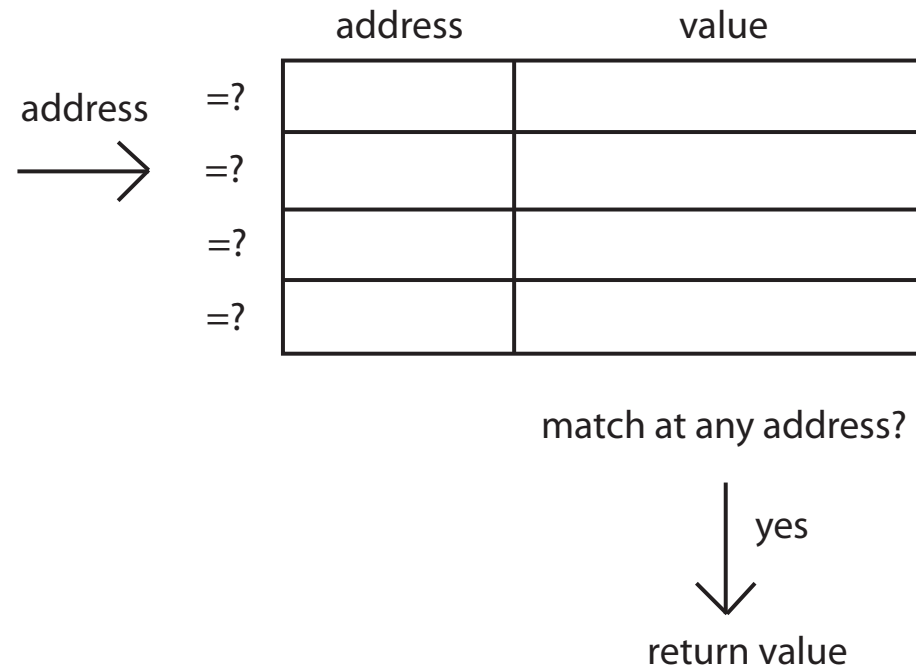 address value
address
=?
=?
=?
=?
match at any address?
yes
return value